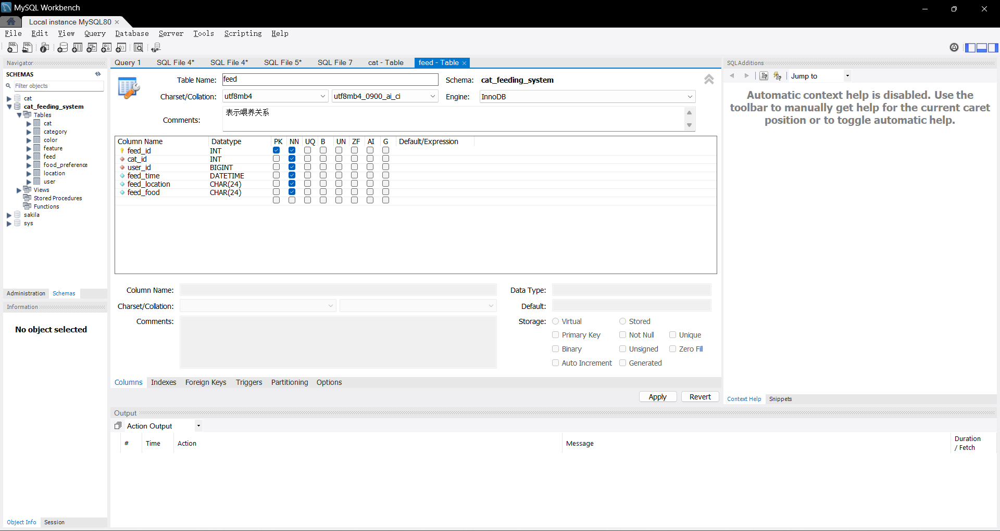 MySQL Workbench
Local instance MySQL80
File Edit View Query Database Server Tools Scripting Help
Navigator
SCHEMAS
Filter objects
cat
cat_feeding_system
Tables
cat
category
color
feature
feed
food_preference
location
user
Views
Stored Procedures
Functions
sakila
sys
Administration Schemas
Information
No object selected
Object Info Session
Query 1 SQL File 4* SQL File 4* SQL File 5* SQL File 7 cat - Table feed - Table
Table Name: feed Schema: cat_feeding_system
Charset/Collation: utf8mb4 utf8mb4_0900_ai_ci Engine: InnoDB
Comments: 表示喂养关系
Column Name Datatype PK NN UQ B UN ZF AI G Default/Expression
feed_id INT
cat_id INT
user_id BIGINT
feed_time DATETIME
feed_location CHAR(24)
feed_food CHAR(24)
Column Name: Data Type:
Charset/Collation: Default:
Comments: Storage: Virtual Stored
Primary Key Not Null Unique
Binary Unsigned Zero Fill
Auto Increment Generated
Columns Indexes Foreign Keys Triggers Partitioning Options
Apply Revert
SQLAdditions
Jump to
Automatic context help is disabled. Use the
toolbar to manually get help for the current caret
position or to toggle automatic help.
Context Help Snippets
Output
Action Output
# Time Action Message Duration
/ Fetch